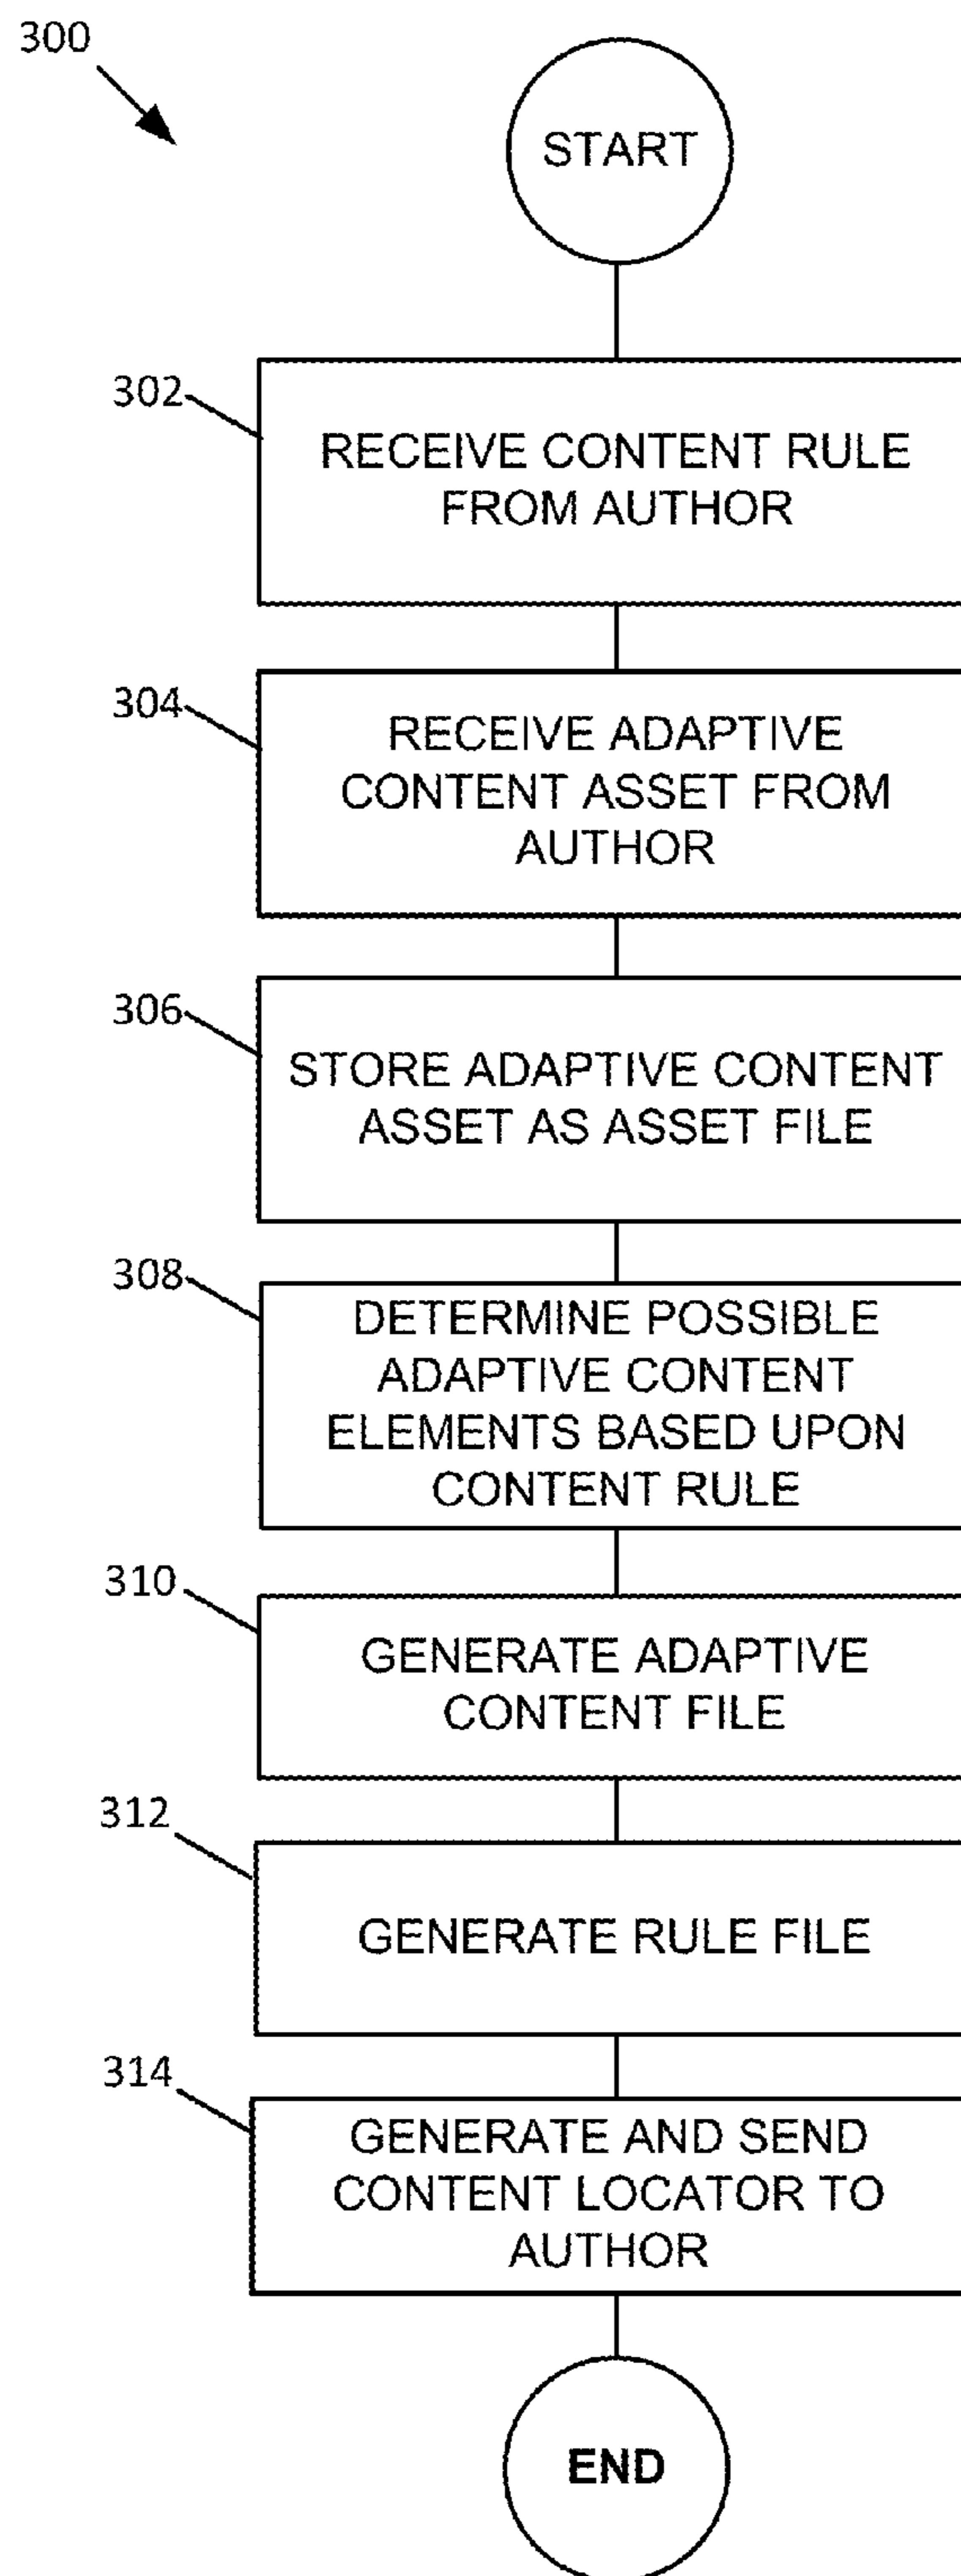 300
START
302
RECEIVE CONTENT RULE
FROM AUTHOR
304
RECEIVE ADAPTIVE
CONTENT ASSET FROM
AUTHOR
306
STORE ADAPTIVE CONTENT
ASSET AS ASSET FILE
308
DETERMINE POSSIBLE
ADAPTIVE CONTENT
ELEMENTS BASED UPON
CONTENT RULE
310
GENERATE ADAPTIVE
CONTENT FILE
312
GENERATE RULE FILE
314
GENERATE AND SEND
CONTENT LOCATOR TO
AUTHOR
END